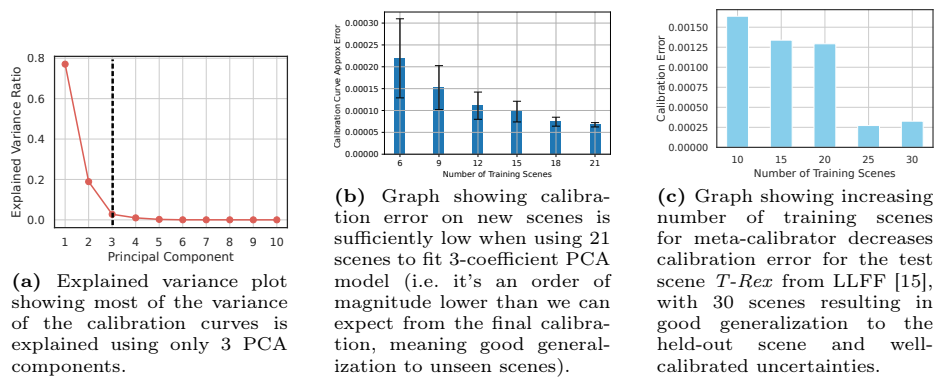 0.8
0.6
0.4
0.2
0.0
Explained Variance Ratio
1 2 3 4 5 6 7 8 9 10
Principal Component
(a) Explained variance plot
showing most of the variance
of the calibration curves is
explained using only 3 PCA
components.
0.00030
0.00025
0.00020
0.00015
0.00010
0.00005
0.00000
Calibration Curve Approx Error
6 9 12 15 18 21
Number of Training Scenes
(b) Graph showing calibra-
tion error on new scenes is
sufficiently low when using 21
scenes to fit 3-coefficient PCA
model (i.e. it's an order of
magnitude lower than we can
expect from the final calibra-
tion, meaning good general-
ization to unseen scenes).
0.00150
0.00125
0.00100
0.00075
0.00050
0.00025
0.00000
Calibration Error
10 15 20 25 30
Number of Training Scenes
(c) Graph showing increasing
number of training scenes
for meta-calibrator decreases
calibration error for the test
scene T-Rex from LLFF [15],
with 30 scenes resulting in
good generalization to the
held-out scene and well-
calibrated uncertainties.